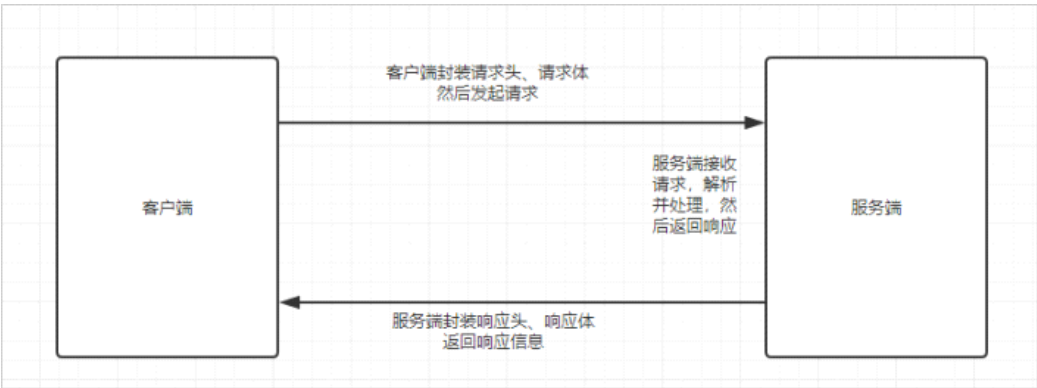 客户端封装请求头、请求体
然后发起请求
客户端
服务端接收
请求，解析
并处理，然
后返回响应
服务端
服务端封装响应头、响应体
返回响应信息